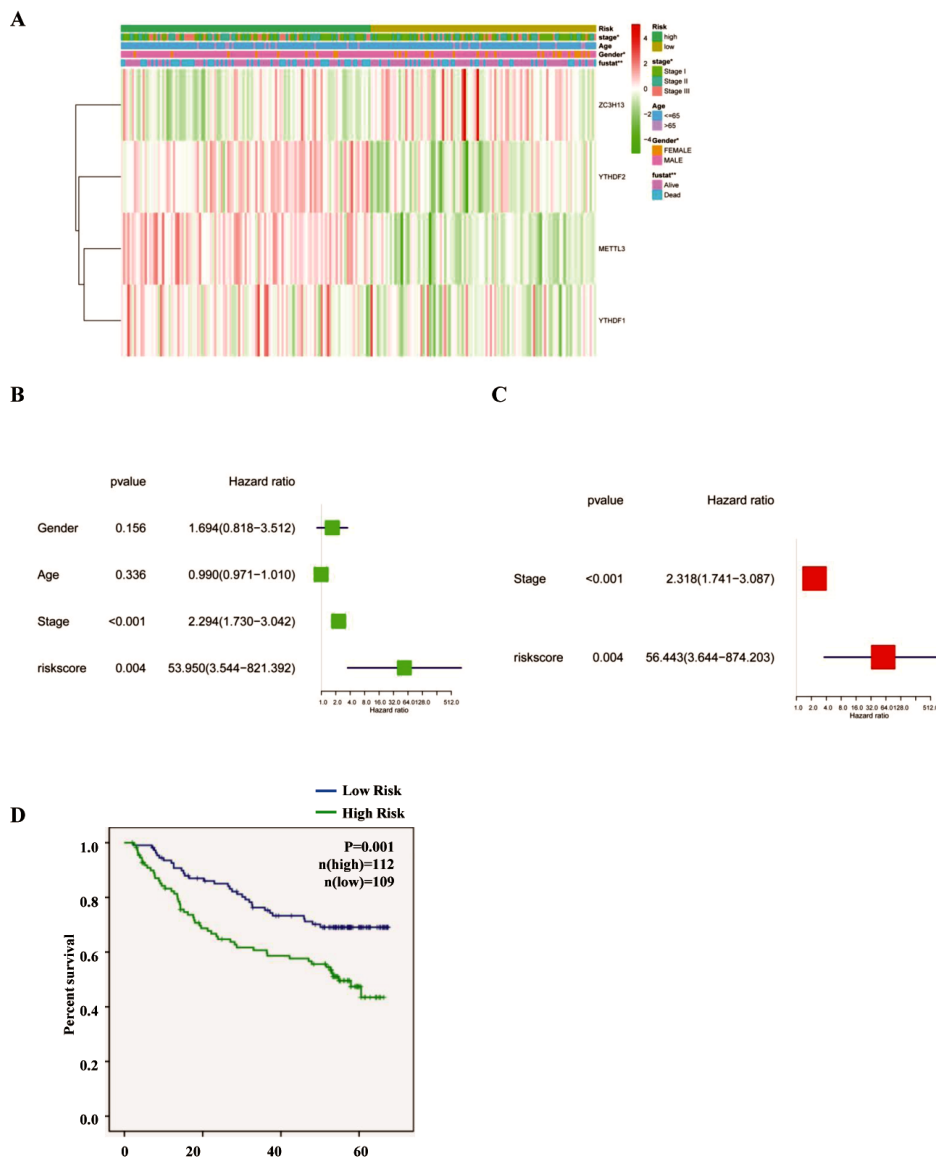 A
Risk
stage*
Age
Gender*
fustat**
ZC3H13
YTHDF2
METTL3
YTHDF1
4
2
0
−2
−4
Risk
high
low
stage*
Stage I
Stage II
Stage III
Age
<=65
>65
Gender*
FEMALE
MALE
fustat**
Alive
Dead
B
pvalue Hazard ratio
Gender 0.156 1.694(0.818−3.512)
Age 0.336 0.990(0.971−1.010)
Stage <0.001 2.294(1.730−3.042)
riskscore 0.004 53.950(3.544−821.392)
1.0 2.0 4.0 8.0 16.0 32.0 64.0 128.0 512.0
Hazard ratio
C
pvalue Hazard ratio
Stage <0.001 2.318(1.741−3.087)
riskscore 0.004 56.443(3.644−874.203)
1.0 2.0 4.0 8.0 16.0 32.0 64.0 128.0 512.0
Hazard ratio
D
Low Risk
High Risk
P=0.001
n(high)=112
n(low)=109
Percent survival
1.0
0.8
0.6
0.4
0.2
0.0
0 20 40 60